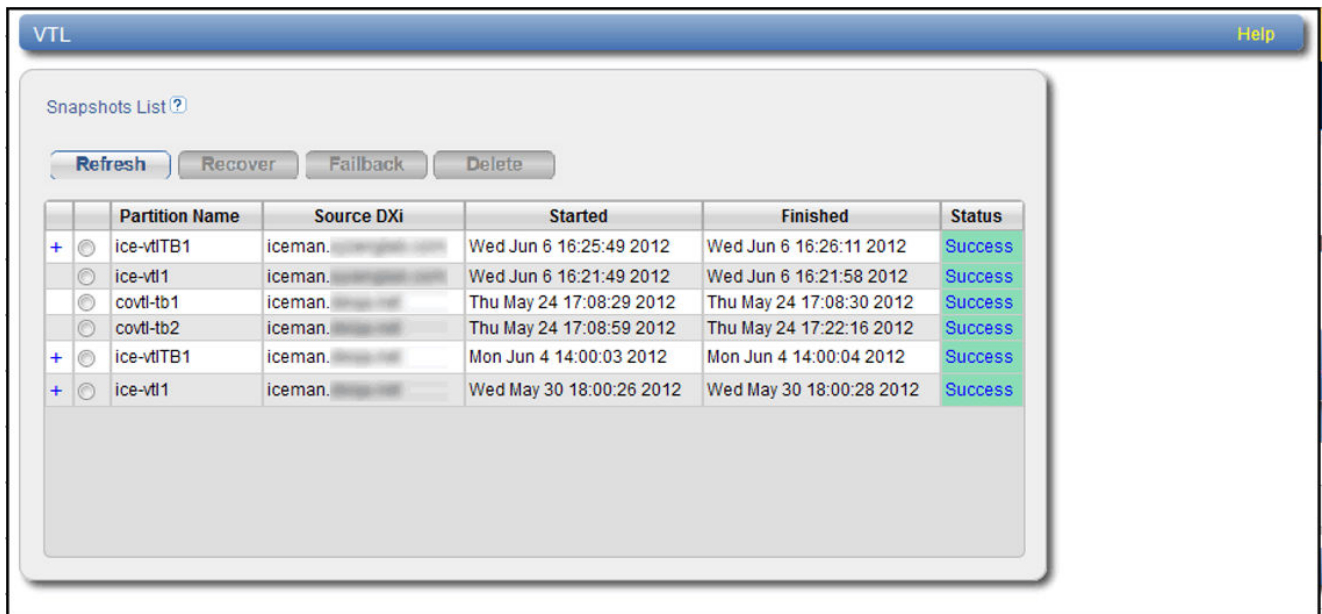 VTL Help
Snapshots List ?
Refresh Recover Failback Delete
Partition Name Source DXi Started Finished Status
+ ice-vtlTB1 iceman. Wed Jun 6 16:25:49 2012 Wed Jun 6 16:26:11 2012 Success
ice-vtl1 iceman. Wed Jun 6 16:21:49 2012 Wed Jun 6 16:21:58 2012 Success
covtl-tb1 iceman. Thu May 24 17:08:29 2012 Thu May 24 17:08:30 2012 Success
covtl-tb2 iceman. Thu May 24 17:08:59 2012 Thu May 24 17:22:16 2012 Success
+ ice-vtlTB1 iceman. Mon Jun 4 14:00:03 2012 Mon Jun 4 14:00:04 2012 Success
+ ice-vtl1 iceman. Wed May 30 18:00:26 2012 Wed May 30 18:00:28 2012 Success